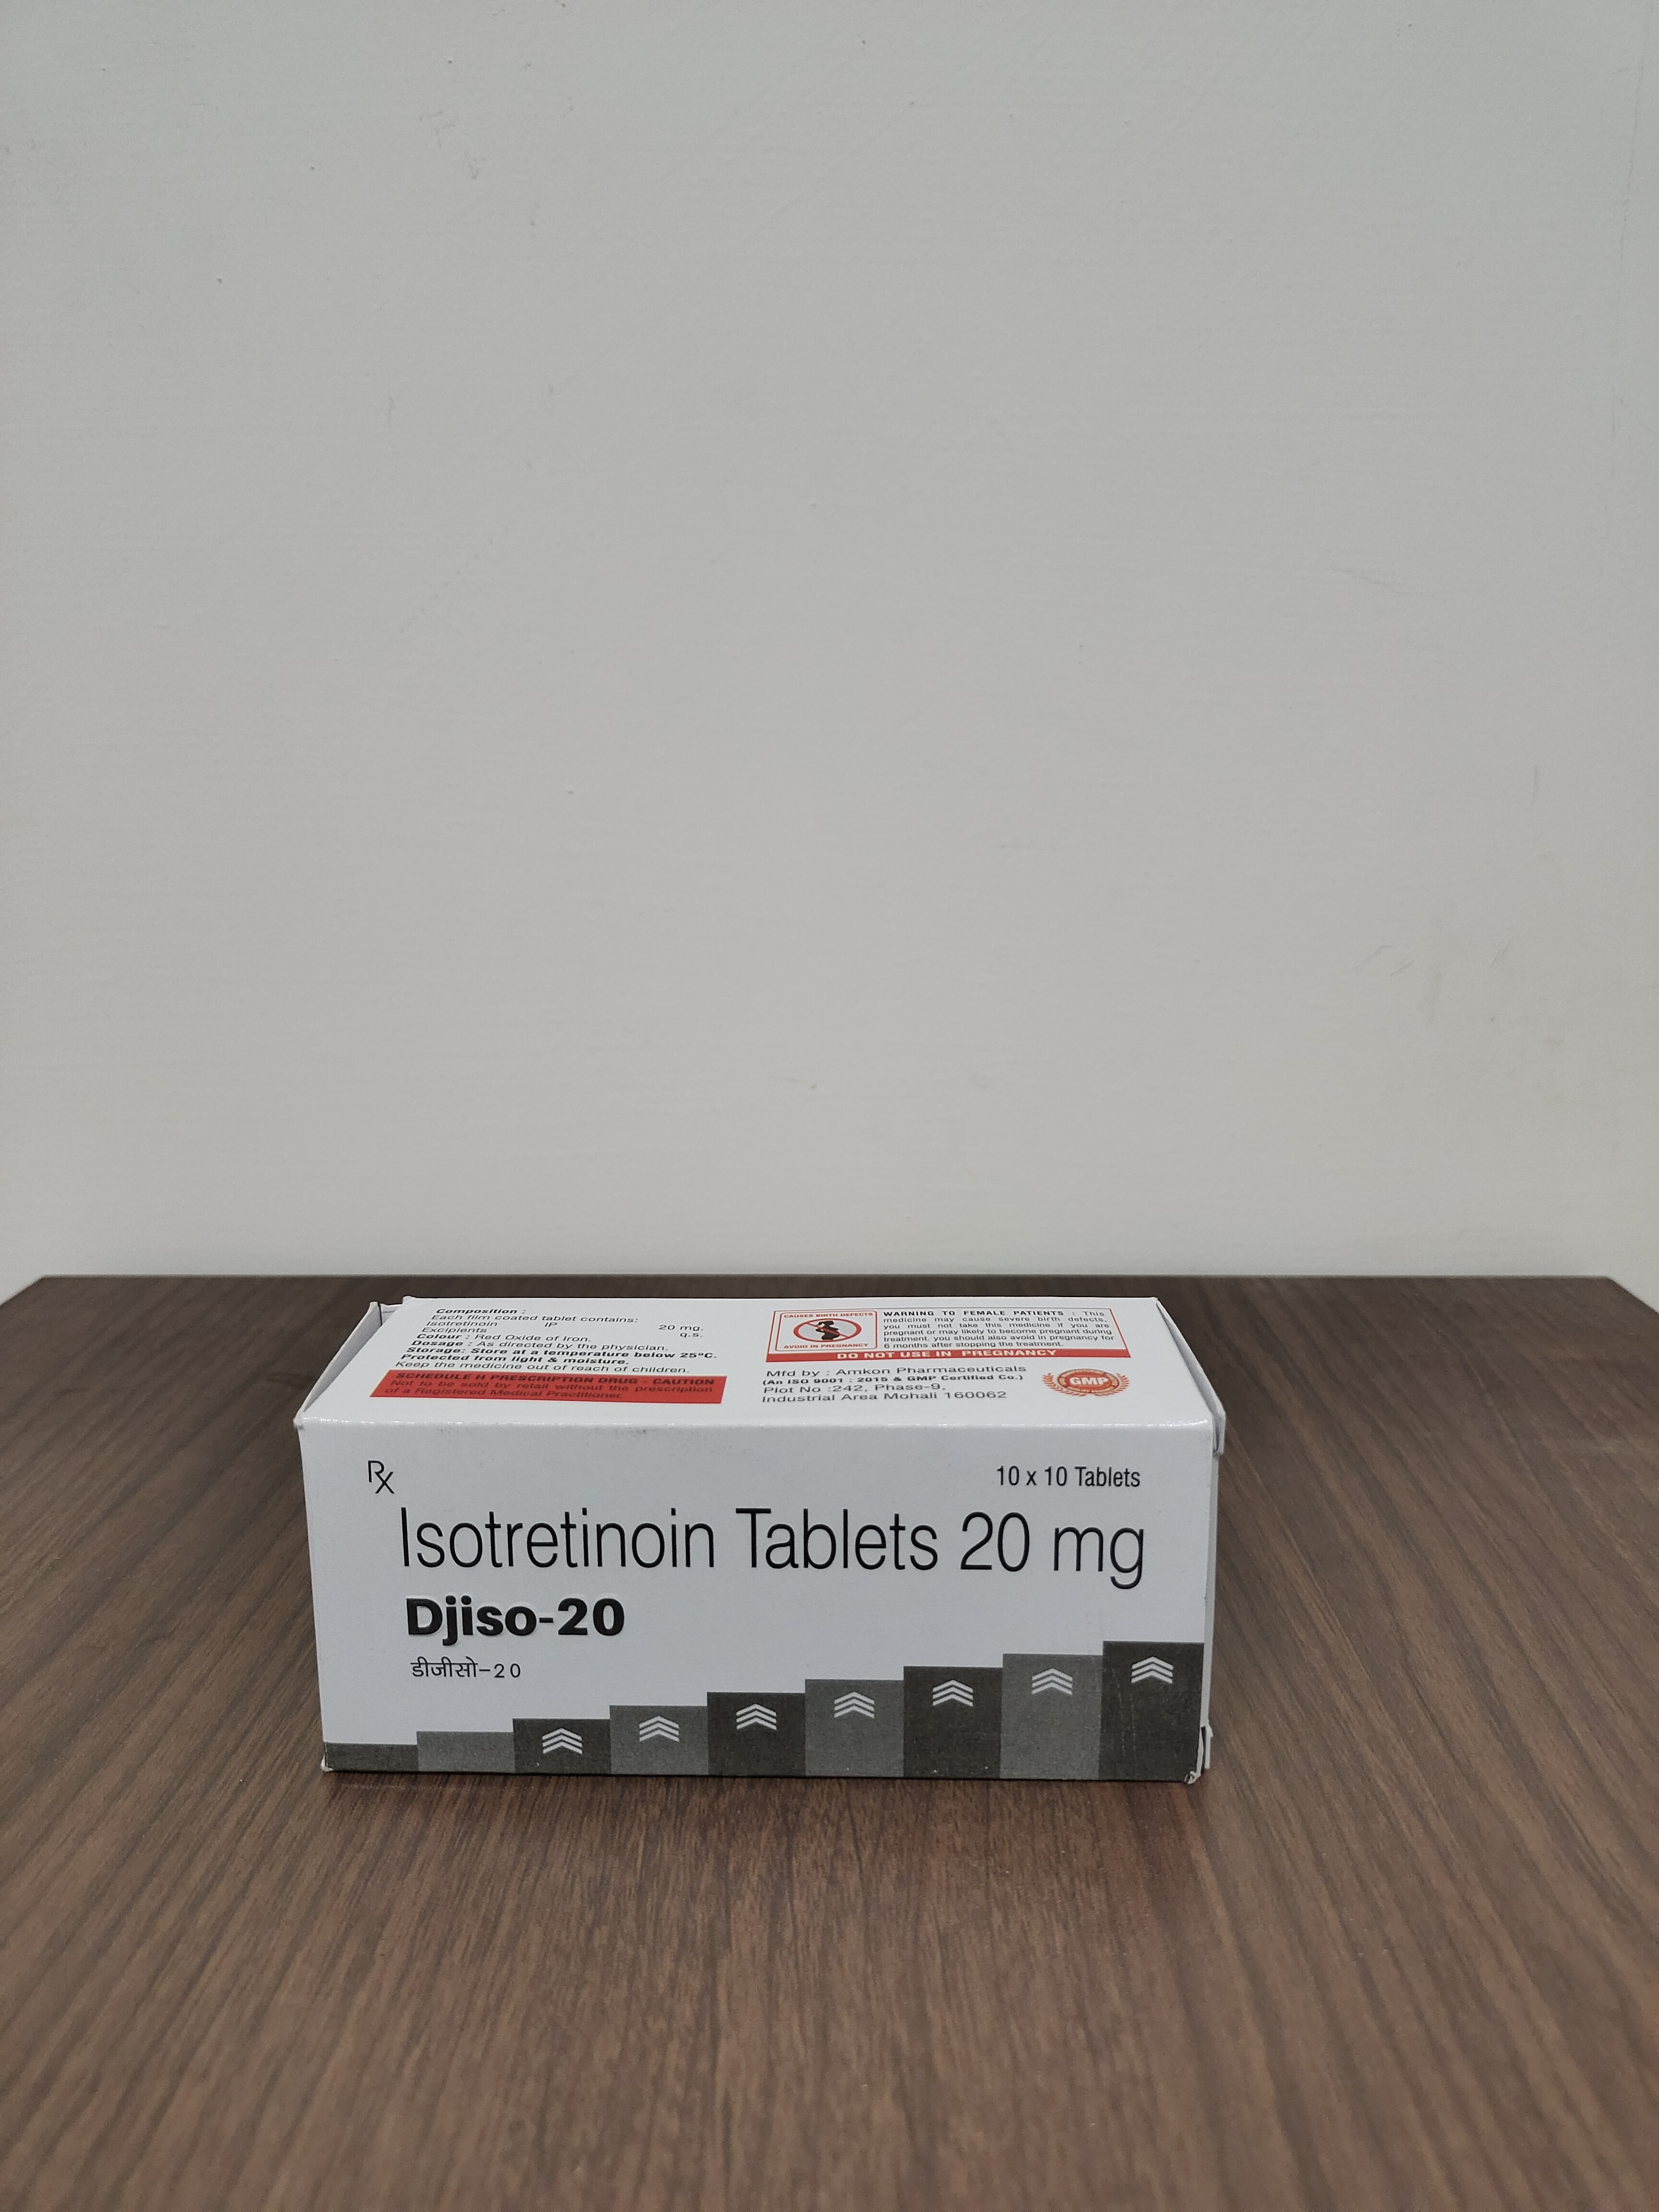 Composition :
Each film coated tablet contains:
Isotretinoin IP 20 mg.
Excipients q.s.
Colour : Red Oxide of Iron.
Dosage : As directed by the physician.
Storage: Store at a temperature below 25°C.
Protected from light & moisture.
Keep the medicine out of reach of children.
SCHEDULE H PRESCRIPTION DRUG - CAUTION
Not to be sold by retail without the prescription
of a Registered Medical Practitioner.
CAUSES BIRTH DEFECTS
AVOID IN PREGNANCY
WARNING TO FEMALE PATIENTS : This
medicine may cause severe birth defects,
you must not take this medicine if you are
pregnant or may likely to become pregnant during
treatment. you should also avoid in pregnancy for
6 months after stopping the treatment.
DO NOT USE IN PREGNANCY
Mfd by : Amkon Pharmaceuticals
(An ISO 9001 : 2015 & GMP Certified Co.)
Plot No :242, Phase-9,
Industrial Area Mohali 160062
GMP
Rx
10 x 10 Tablets
Isotretinoin Tablets 20 mg
Djiso-20
डीजीसो-20